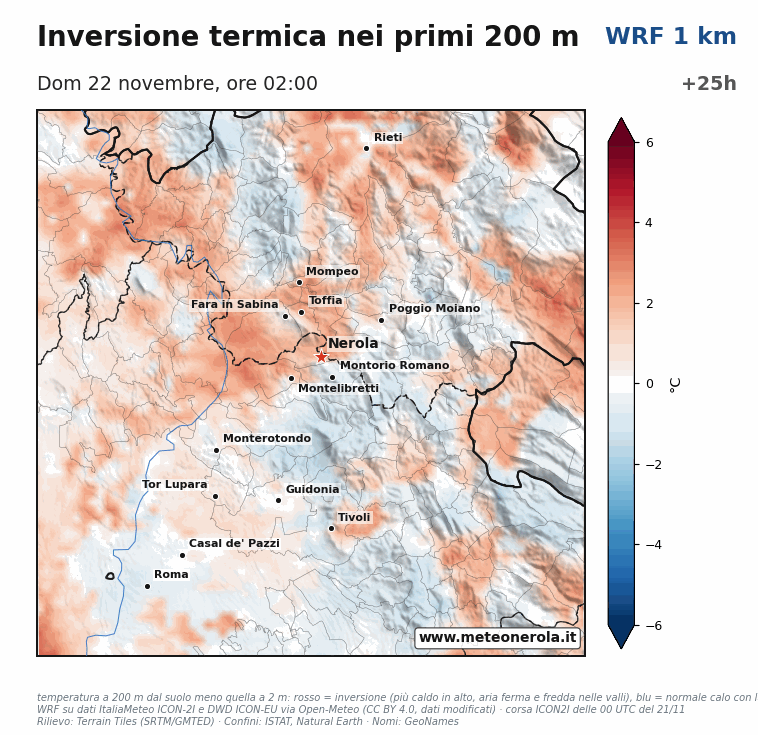 Inversione termica nei primi 200 m WRF 1 km
Dom 22 novembre, ore 02:00 +25h
Rieti
Mompeo
Fara in Sabina Toffia
Poggio Moiano
Nerola
Montorio Romano
Montelibretti
Monterotondo
Tor Lupara
Guidonia
Tivoli
Casal de' Pazzi
Roma
www.meteonerola.it
6
4
2
0
−2
−4
−6
°C
temperatura a 200 m dal suolo meno quella a 2 m: rosso = inversione (più caldo in alto, aria ferma e fredda nelle valli), blu = normale calo con l
WRF su dati ItaliaMeteo ICON-2I e DWD ICON-EU via Open-Meteo (CC BY 4.0, dati modificati) · corsa ICON2I delle 00 UTC del 21/11
Rilievo: Terrain Tiles (SRTM/GMTED) · Confini: ISTAT, Natural Earth · Nomi: GeoNames